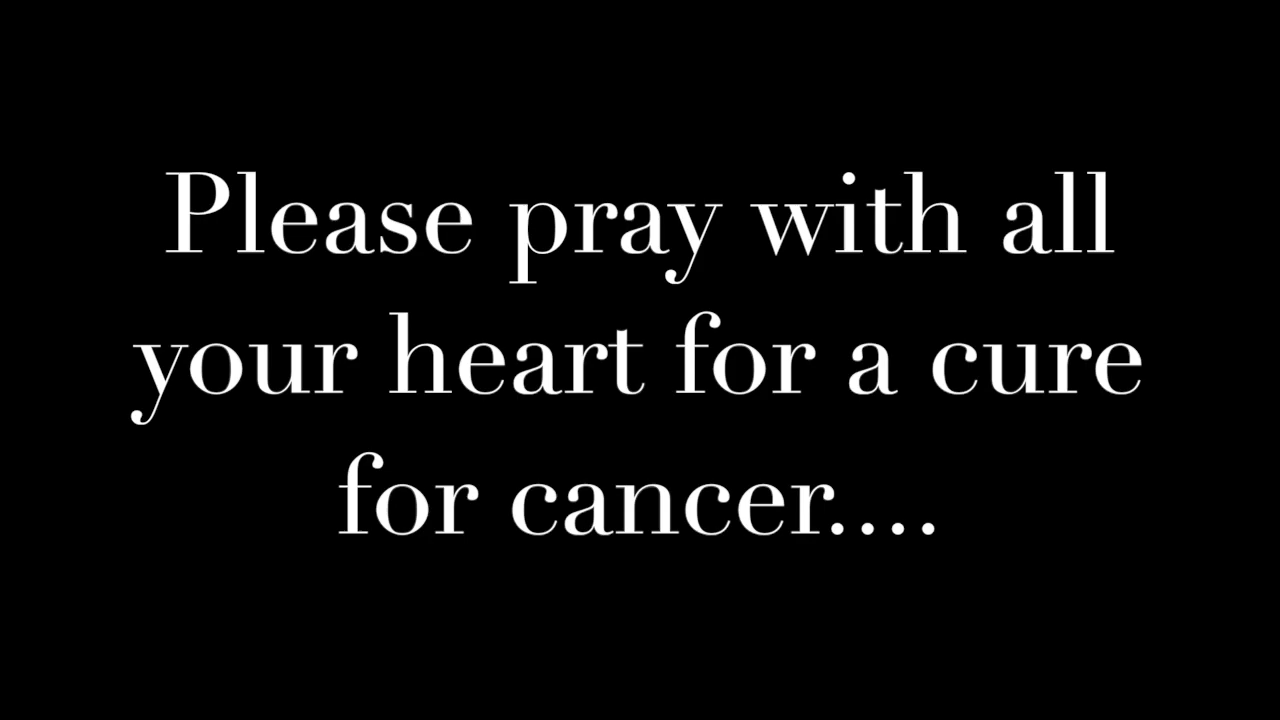 Please pray with all
your heart for a cure
for cancer....